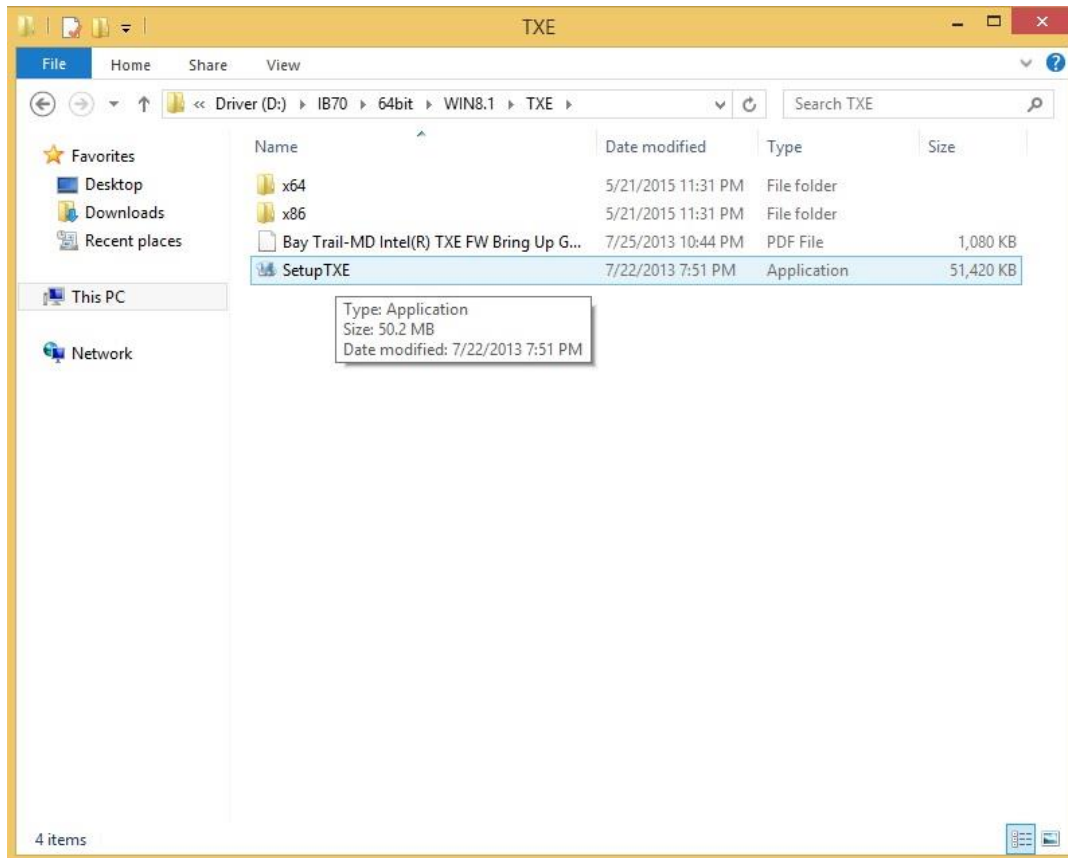 TXE
File Home Share View
« Driver (D:) IB70 64bit WIN8.1 TXE Search TXE
Favorites
Desktop
Downloads
Recent places
This PC
Network
Name Date modified Type Size
x64 5/21/2015 11:31 PM File folder
x86 5/21/2015 11:31 PM File folder
Bay Trail-MD Intel(R) TXE FW Bring Up G... 7/25/2013 10:44 PM PDF File 1,080 KB
SetupTXE 7/22/2013 7:51 PM Application 51,420 KB
Type: Application
Size: 50.2 MB
Date modified: 7/22/2013 7:51 PM
4 items